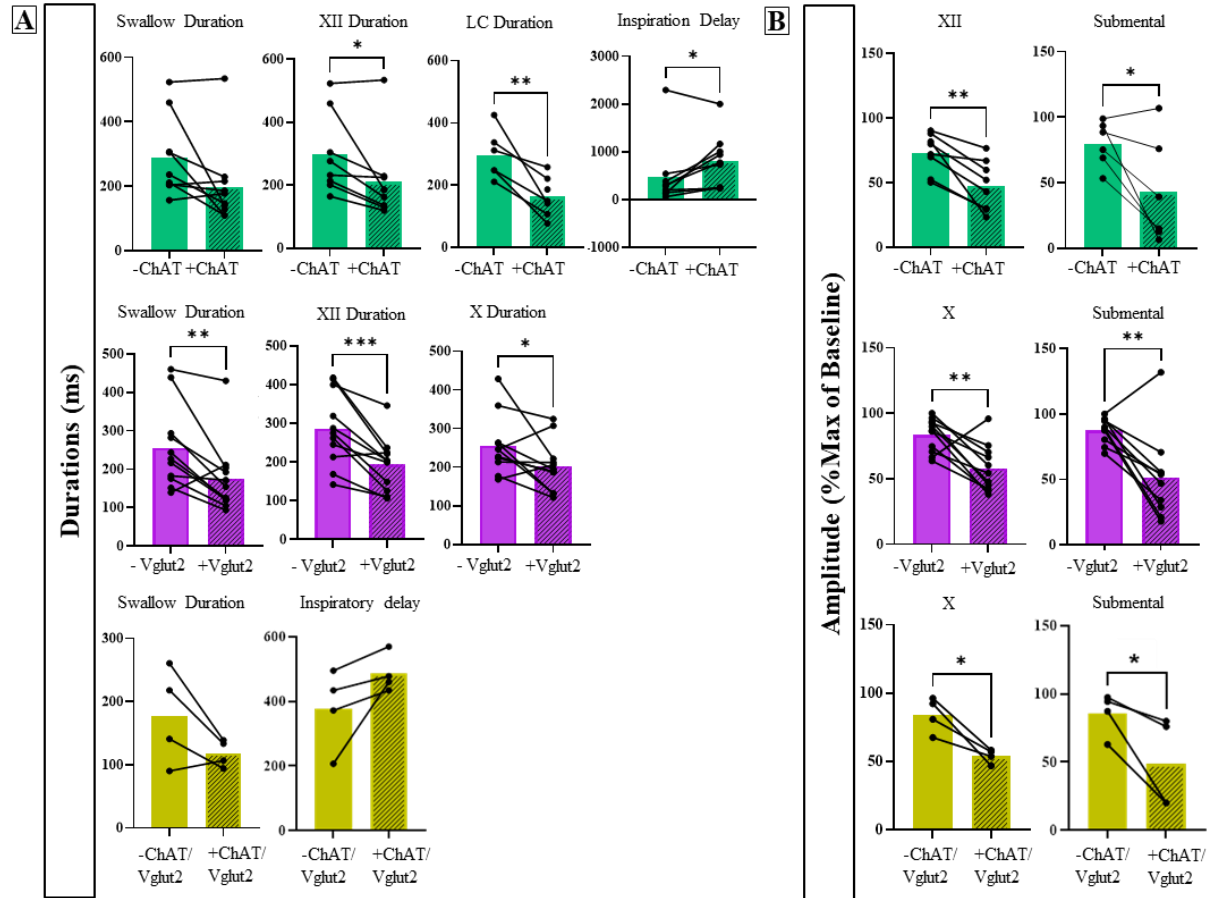 A
Durations (ms)
Swallow Duration
600
400
200
0
-ChAT +ChAT
XII Duration
*
600
400
200
0
-ChAT +ChAT
LC Duration
**
600
400
200
0
-ChAT +ChAT
Inspiration Delay
*
3000
2000
1000
0
-1000
-ChAT +ChAT
Swallow Duration
**
500
400
300
200
100
0
- Vglut2 +Vglut2
XII Duration
***
500
400
300
200
100
0
- Vglut2 +Vglut2
X Duration
*
500
400
300
200
100
0
- Vglut2 +Vglut2
Swallow Duration
300
200
100
0
-ChAT/ +ChAT/
Vglut2 Vglut2
Inspiratory delay
600
400
200
0
-ChAT/ +ChAT/
Vglut2 Vglut2
B
Amplitude (%Max of Baseline)
XII
**
150
100
50
0
-ChAT +ChAT
Submental
*
150
100
50
0
-ChAT +ChAT
X
**
150
100
50
0
-Vglut2 +Vglut2
Submental
**
150
100
50
0
-Vglut2 +Vglut2
X
*
150
100
50
0
-ChAT/ +ChAT/
Vglut2 Vglut2
Submental
*
150
100
50
0
-ChAT/ +ChAT/
Vglut2 Vglut2